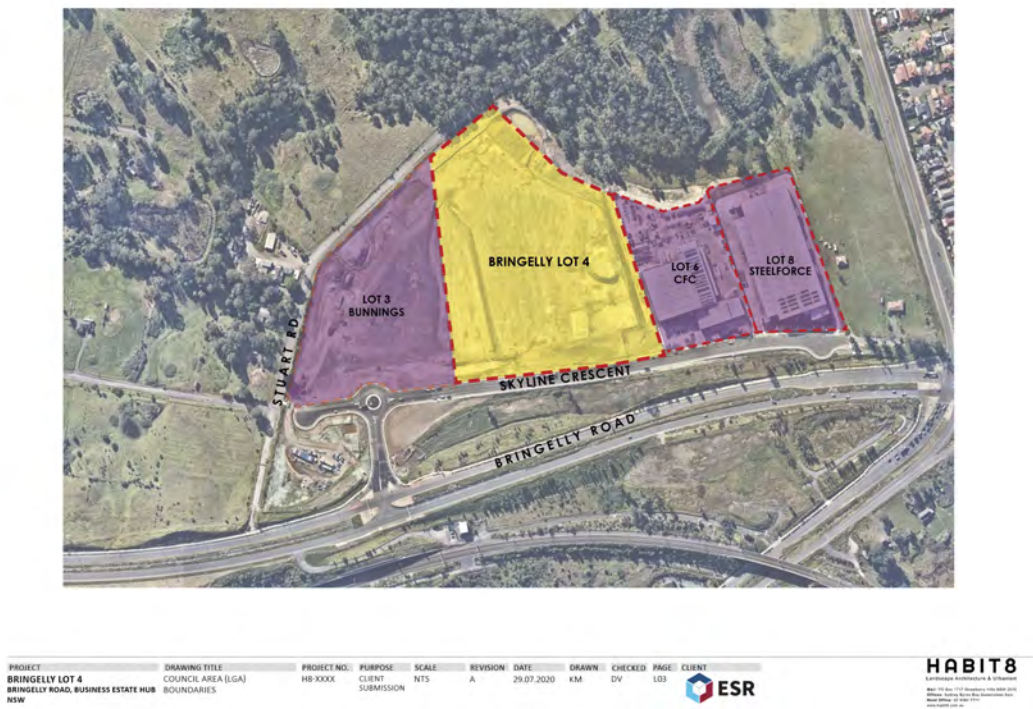 BRINGELLY LOT 4
LOT 3
BUNNINGS
LOT 6
CFC
LOT 8
STEELFORCE
STUART RD
SKYLINE CRESCENT
BRINGELLY ROAD
PROJECT
BRINGELLY LOT 4
BRINGELLY ROAD, BUSINESS ESTATE HUB
NSW
DRAWING TITLE
COUNCIL AREA (LGA)
BOUNDARIES
PROJECT NO.
HB-XXXX
PURPOSE
CLIENT
SUBMISSION
SCALE
NTS
REVISION
A
DATE
29.07.2020
DRAWN
KM
CHECKED
DV
PAGE
L03
CLIENT
ESR
HABIT8
Landscape Architecture & Urbanism